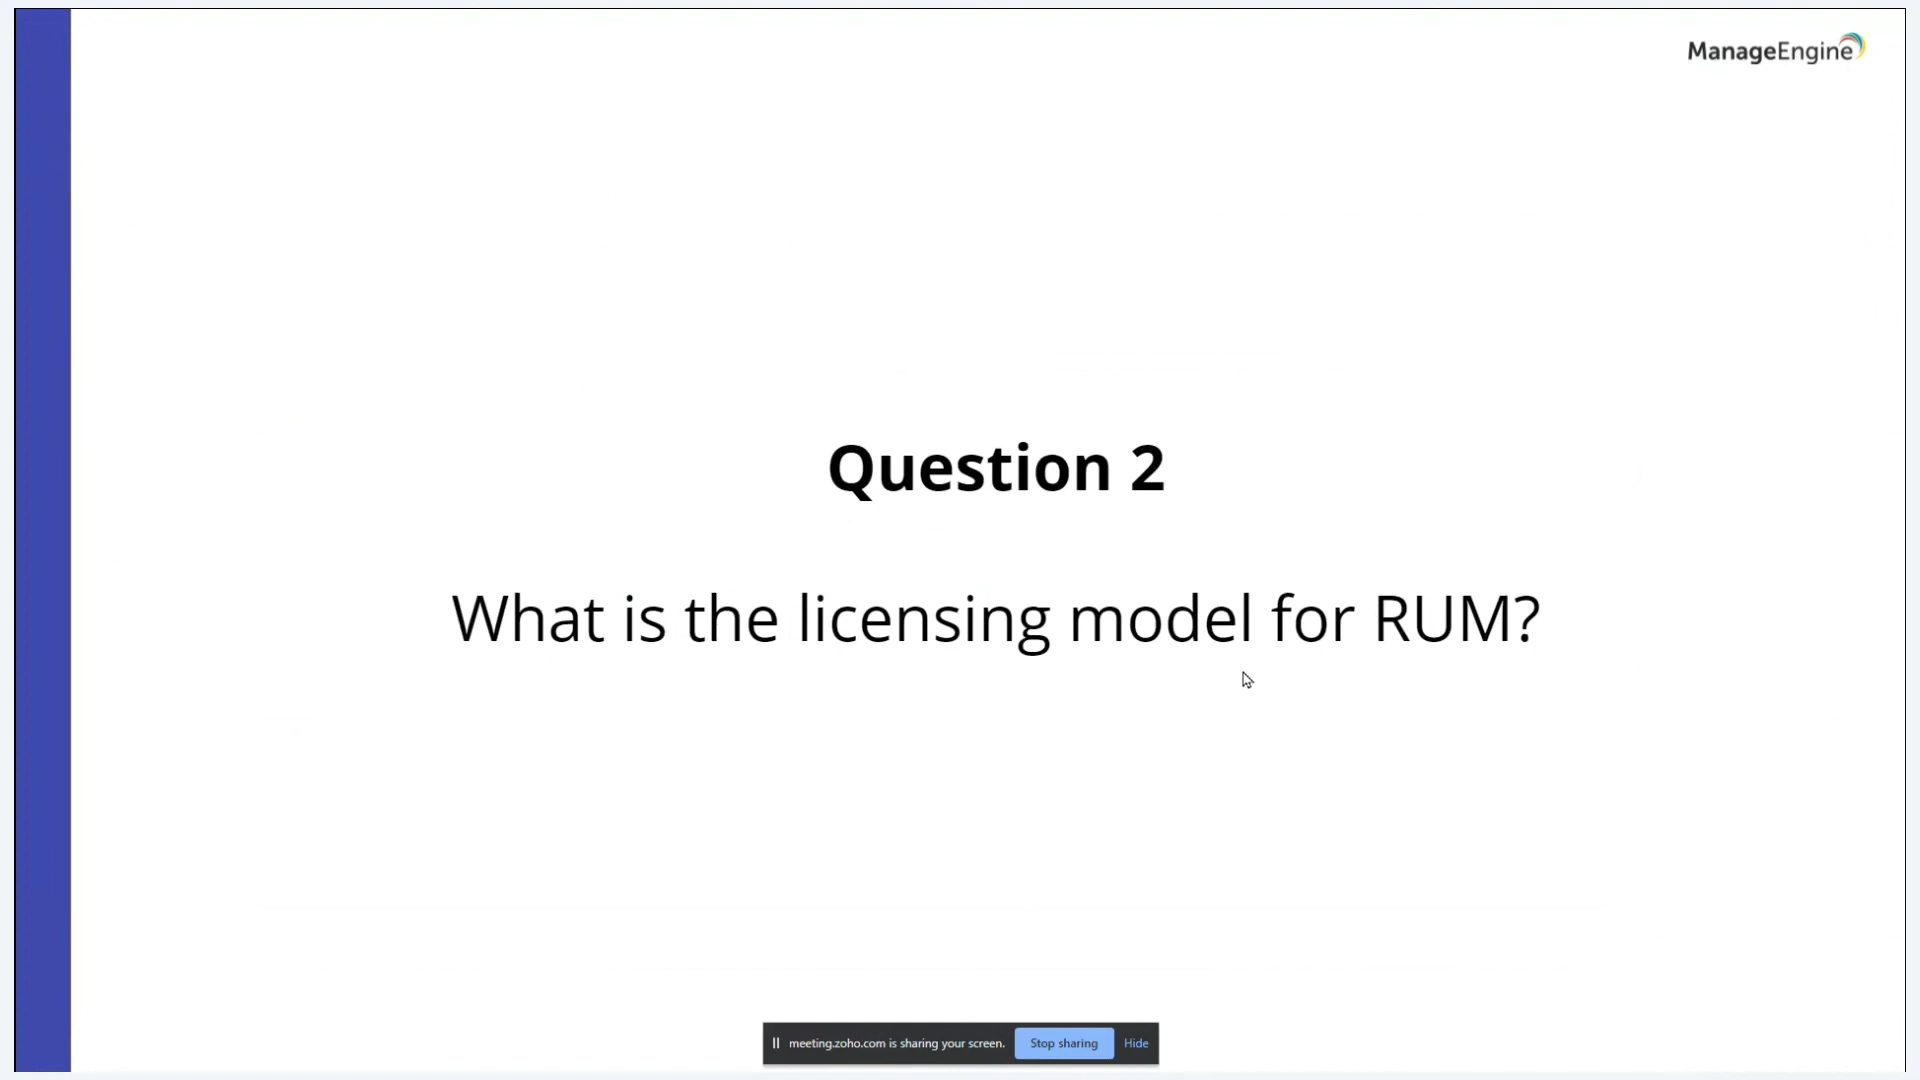 ManageEngine
Question 2
What is the licensing model for RUM?
meeting.zoho.com is sharing your screen. Stop sharing Hide